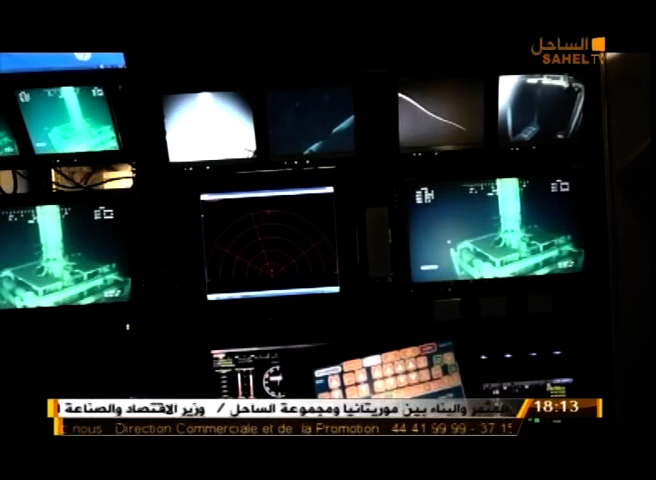 الساحل
SAHEL TV
المثمر والبناء بين موريتانيا ومجموعة الساحل / وزير الاقتصاد والصناعة
18:13
nous Direction Commerciale et de la Promotion 44 41 99 99 - 37 15